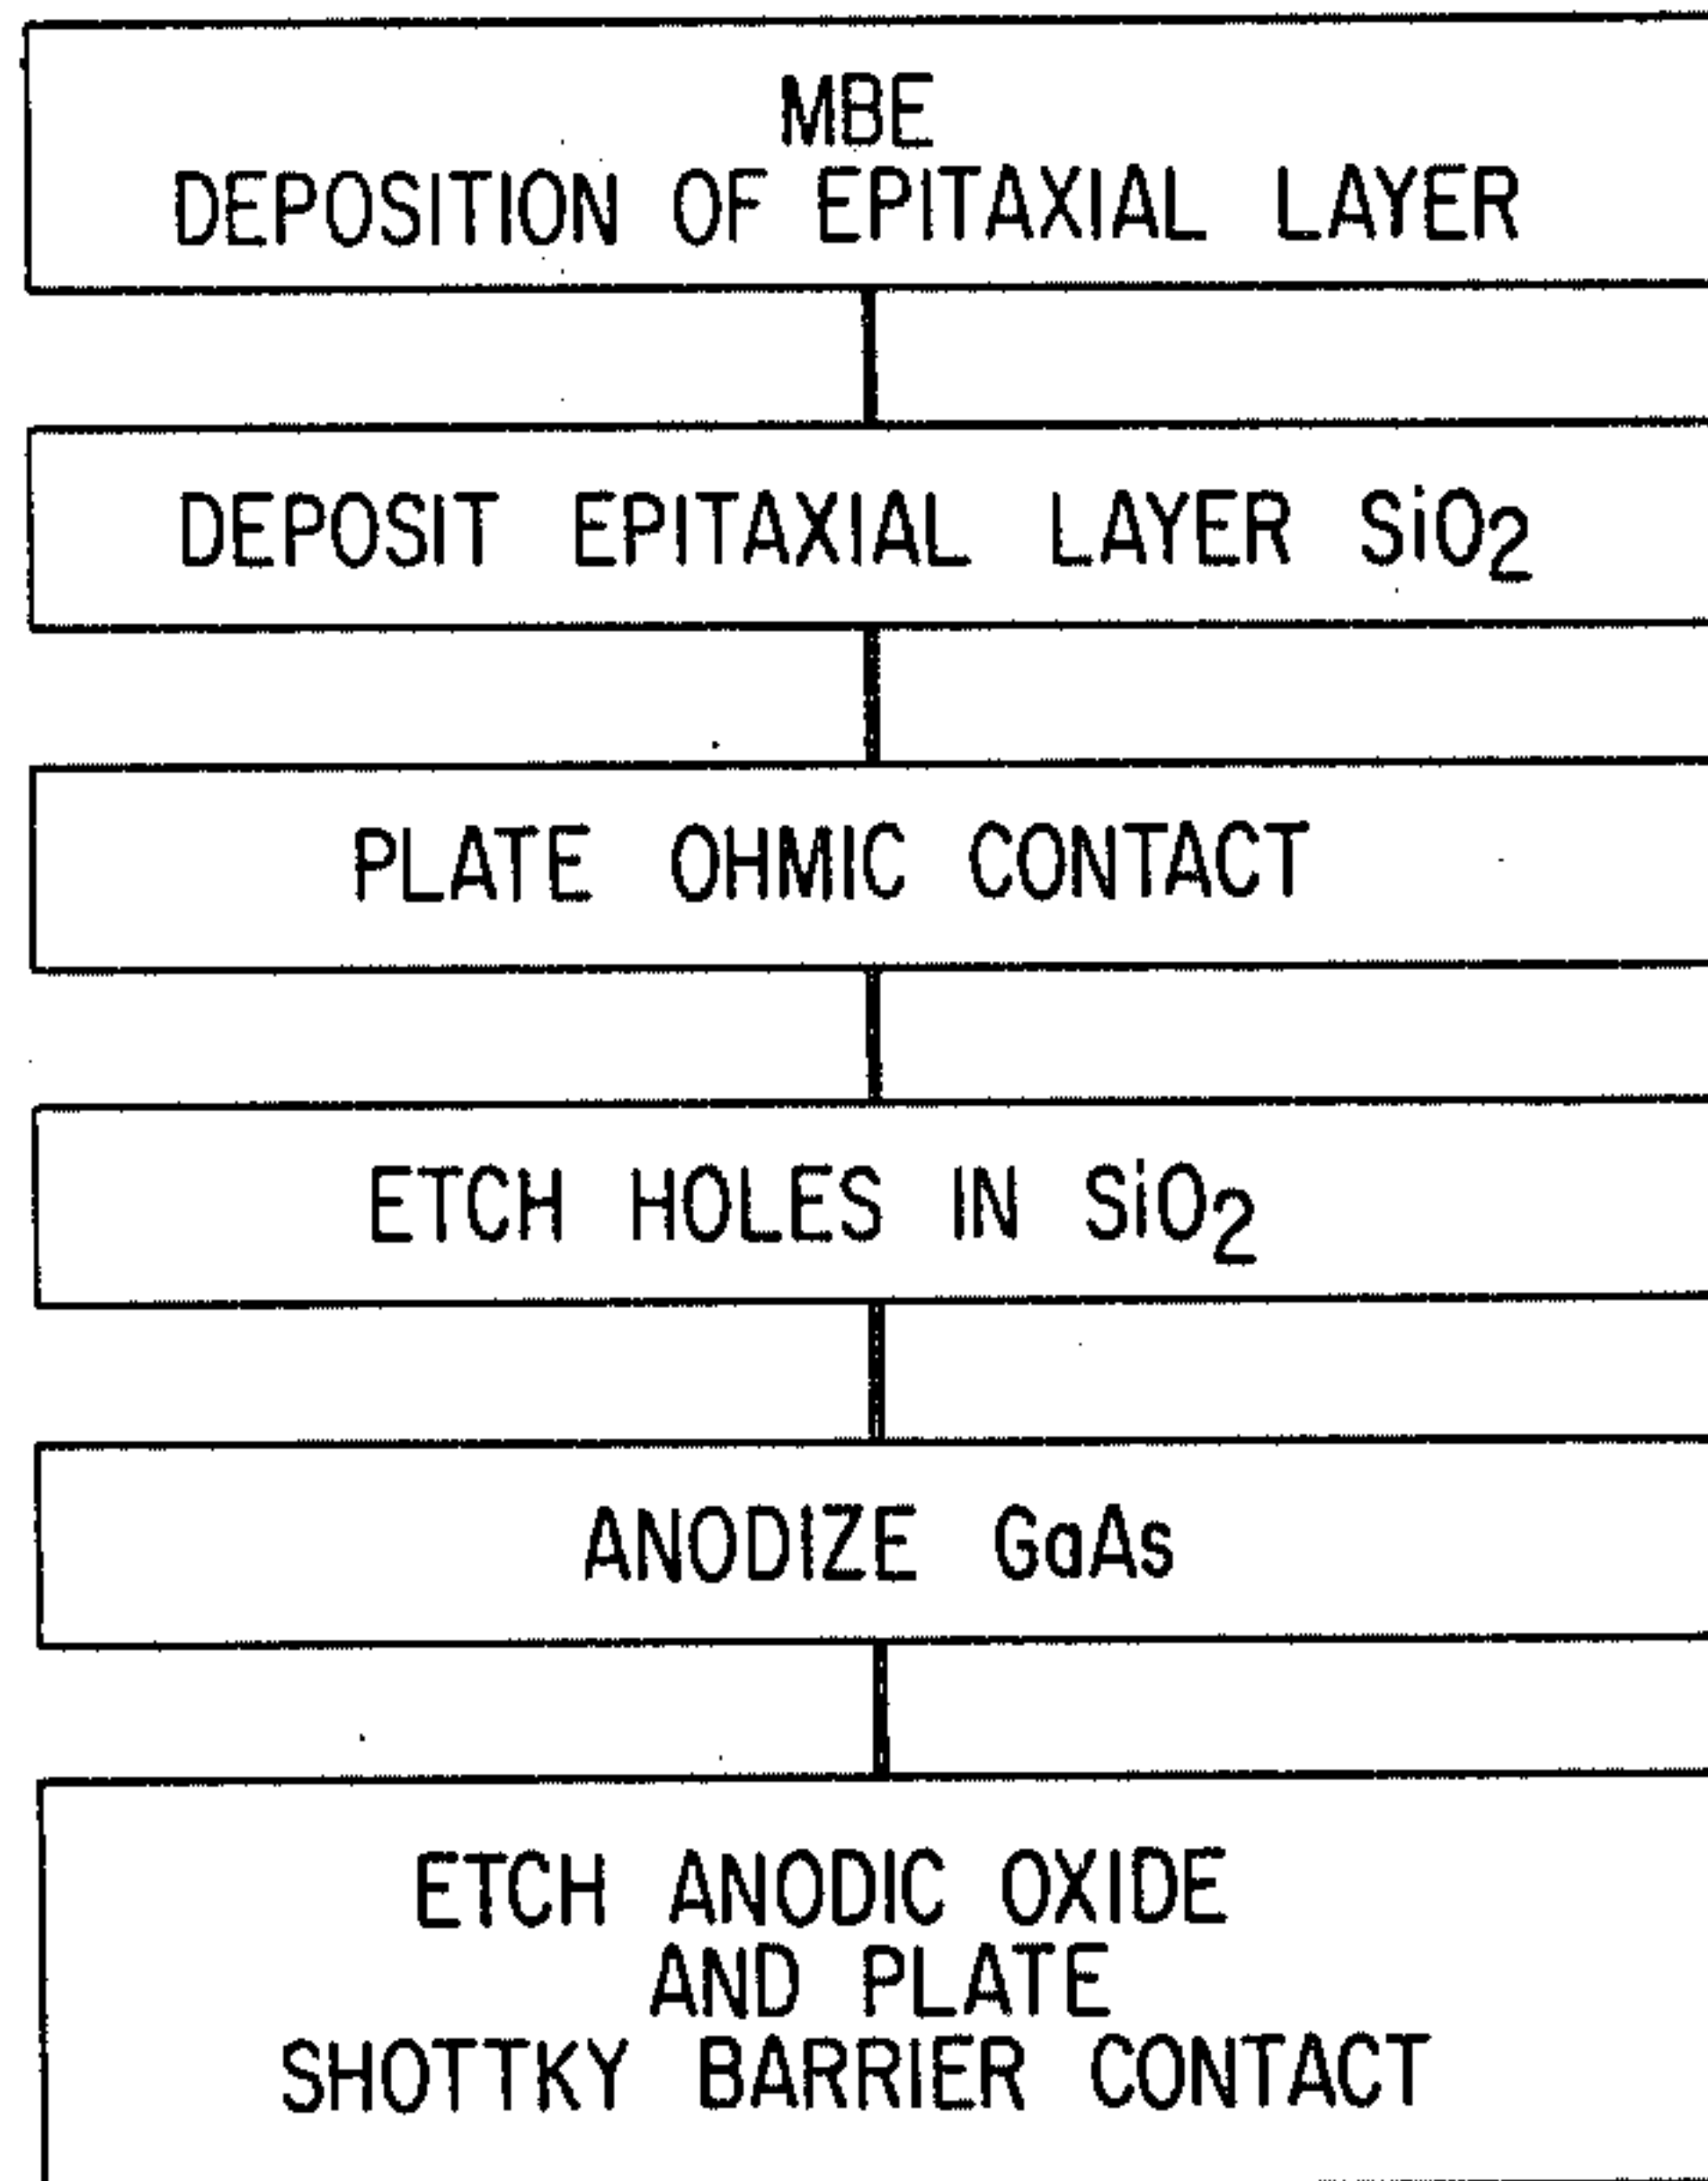 MBE
DEPOSITION OF EPITAXIAL LAYER
DEPOSIT EPITAXIAL LAYER SiO₂
PLATE OHMIC CONTACT
ETCH HOLES IN SiO₂
ANODIZE GaAs
ETCH ANODIC OXIDE
AND PLATE
SHOTTKY BARRIER CONTACT